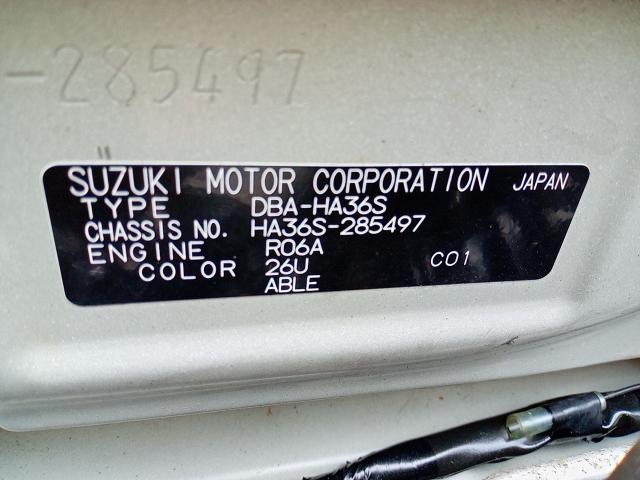 -285497
SUZUKI MOTOR CORPORATION JAPAN
TYPE DBA-HA36S
CHASSIS NO. HA36S-285497
ENGINE R06A
COLOR 26U C01
ABLE